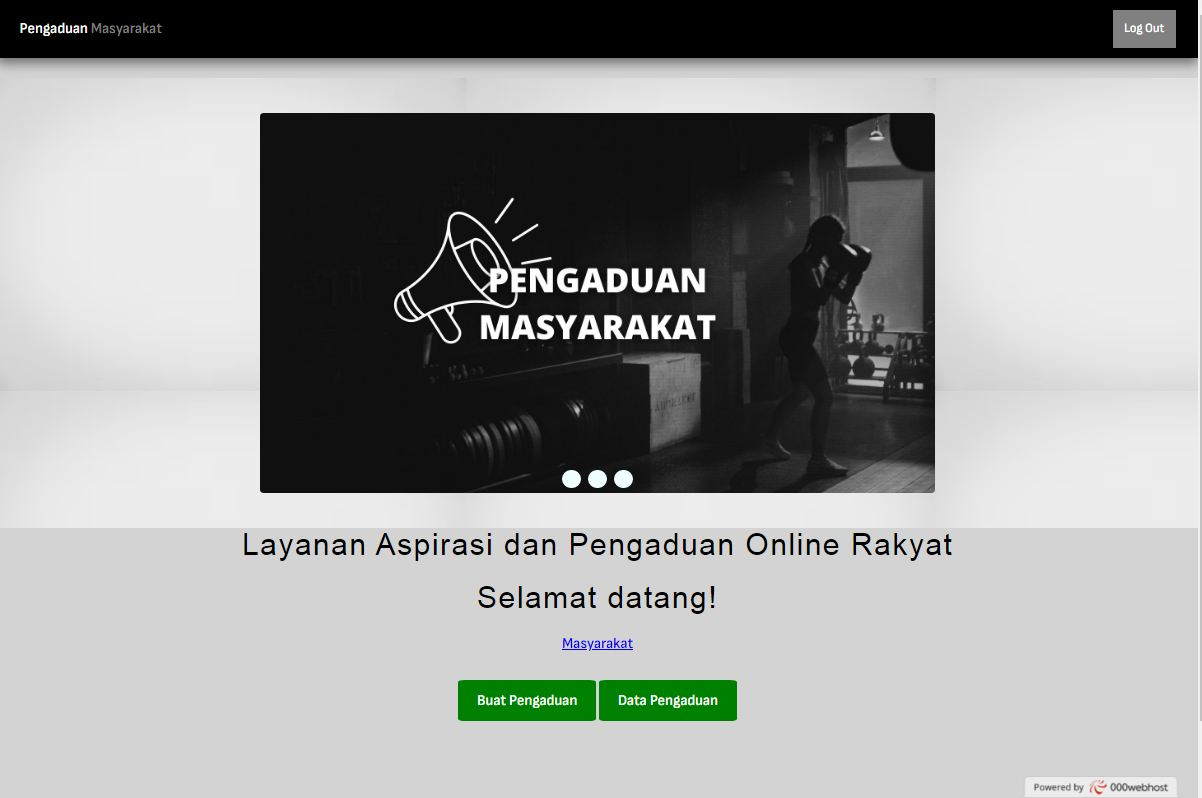 Pengaduan Masyarakat
Log Out
PENGADUAN
MASYARAKAT
Layanan Aspirasi dan Pengaduan Online Rakyat
Selamat datang!
Masyarakat
Buat Pengaduan
Data Pengaduan
Powered by 000webhost